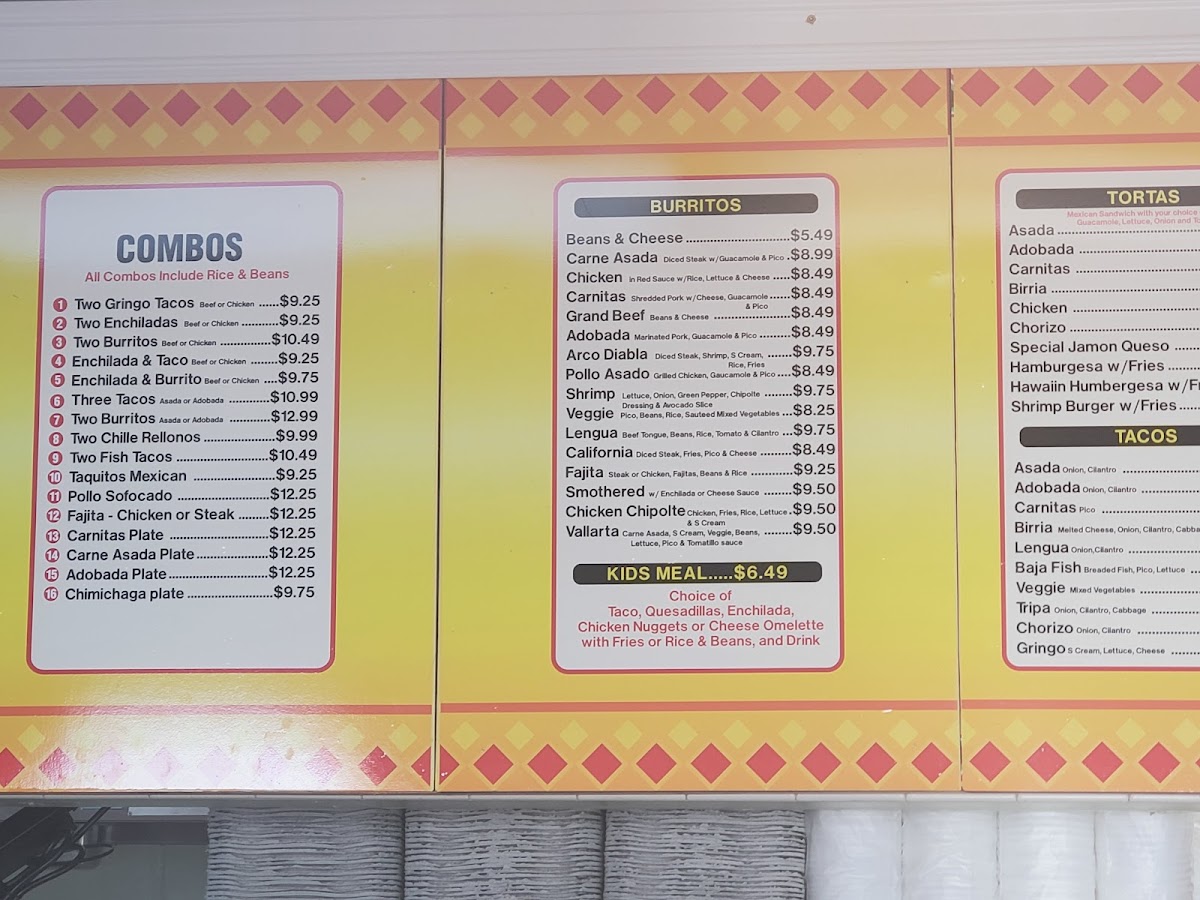 COMBOS
All Combos Include Rice & Beans
1 Two Gringo Tacos Beef or Chicken ......$9.25
2 Two Enchiladas Beef or Chicken ..........$9.25
3 Two Burritos Beef or Chicken .............$10.49
4 Enchilada & Taco Beef or Chicken .......$9.25
5 Enchilada & Burrito Beef or Chicken ....$9.75
6 Three Tacos Asada or Adobada ..........$10.99
7 Two Burritos Asada or Adobada ..........$12.99
8 Two Chille Rellonos ...................$9.99
9 Two Fish Tacos .......................$10.49
10 Taquitos Mexican .....................$9.25
11 Pollo Sofocado ......................$12.25
12 Fajita - Chicken or Steak ........$12.25
13 Carnitas Plate ........................$12.25
14 Carne Asada Plate..................$12.25
15 Adobada Plate........................$12.25
16 Chimichaga plate .....................$9.75
BURRITOS
Beans & Cheese ..........................$5.49
Carne Asada Diced Steak w/Guacamole & Pico .$8.99
Chicken in Red Sauce w/Rice, Lettuce & Cheese .....$8.49
Carnitas Shredded Pork w/Cheese, Guacamole ......$8.49
& Pico
Grand Beef Beans & Cheese ...................$8.49
Adobada Marinated Pork, Guacamole & Pico ........$8.49
Arco Diabla Diced Steak, Shrimp, S Cream, .......$9.75
Rice, Fries
Pollo Asado Grilled Chicken, Gaucamole & Pico ....$8.49
Shrimp Lettuce, Onion, Green Pepper, Chipolte .......$9.75
Dressing & Avocado Slice
Veggie Pico, Beans, Rice, Sauteed Mixed Vegetables ...$8.25
Lengua Beef Tongue, Beans, Rice, Tomato & Cilantro ...$9.75
California Diced Steak, Fries, Pico & Cheese ........$8.49
Fajita Steak or Chicken, Fajitas, Beans & Rice ..........$9.25
Smothered w/ Enchilada or Cheese Sauce .......$9.50
Chicken Chipolte Chicken, Fries, Rice, Lettuce .$9.50
& S Cream
Vallarta Carne Asada, S Cream, Veggie, Beans, .......$9.50
Lettuce, Pico & Tomatillo sauce
KIDS MEAL.....$6.49
Choice of
Taco, Quesadillas, Enchilada,
Chicken Nuggets or Cheese Omelette
with Fries or Rice & Beans, and Drink
TORTAS
Mexican Sandwich with your choice
Guacamole, Lettuce, Onion and
Asada
Adobada
Carnitas
Birria
Chicken
Chorizo
Special Jamon Queso
Hamburgesa w/Fries
Hawaiin Humbergesa w/
Shrimp Burger w/Fries
TACOS
Asada Onion, Cilantro
Adobada Onion, Cilantro
Carnitas Pico
Birria Melted Cheese, Onion, Cilantro,
Lengua Onion, Cilantro
Baja Fish Breaded Fish, Pico, Lettuce
Veggie Mixed Vegetables
Tripa Onion, Cilantro, Cabbage
Chorizo Onion, Cilantro
Gringo S Cream, Lettuce, Cheese